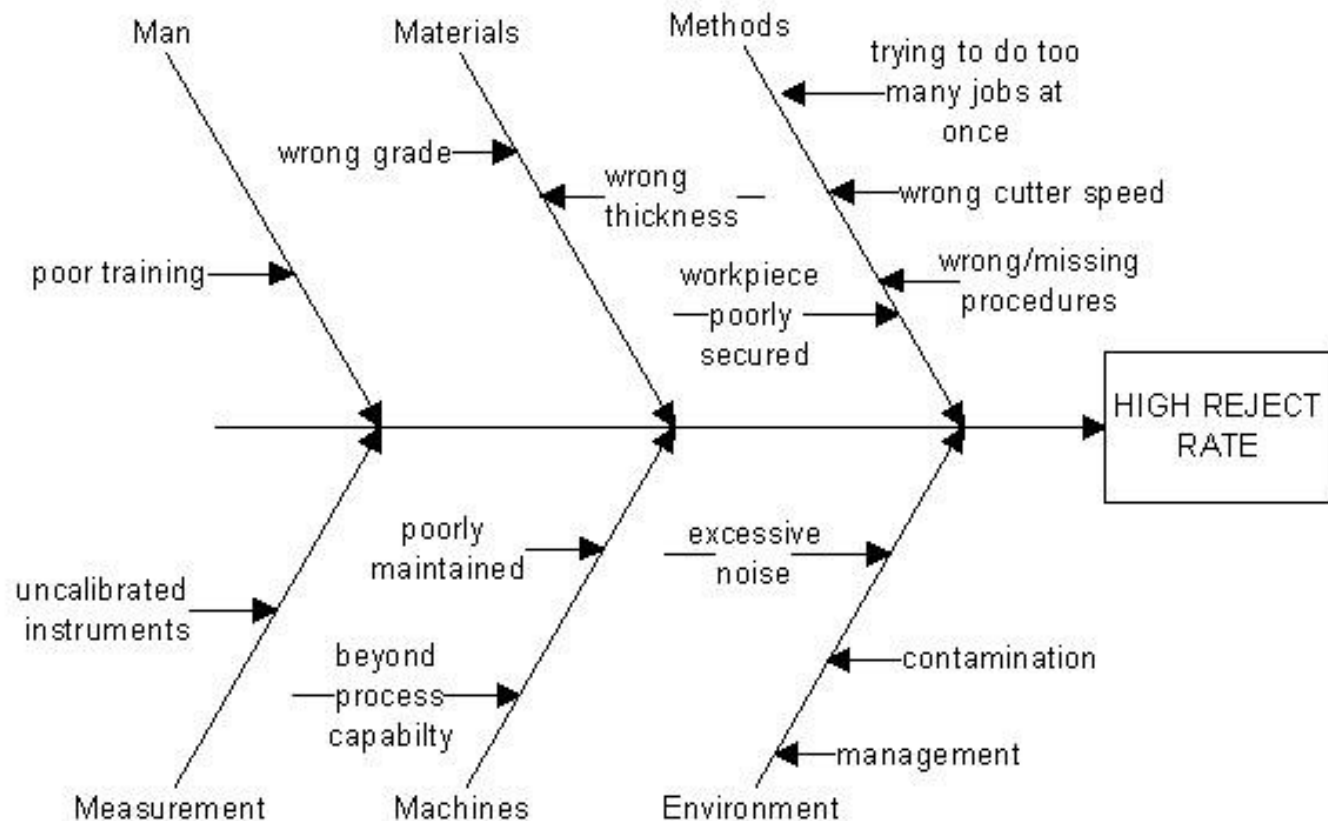 Man
Materials
Methods
trying to do too
many jobs at
once
wrong grade
wrong
thickness
wrong cutter speed
poor training
workpiece
poorly
secured
wrong/missing
procedures
HIGH REJECT
RATE
poorly
maintained
excessive
noise
uncalibrated
instruments
beyond
process
capabilty
contamination
management
Measurement
Machines
Environment